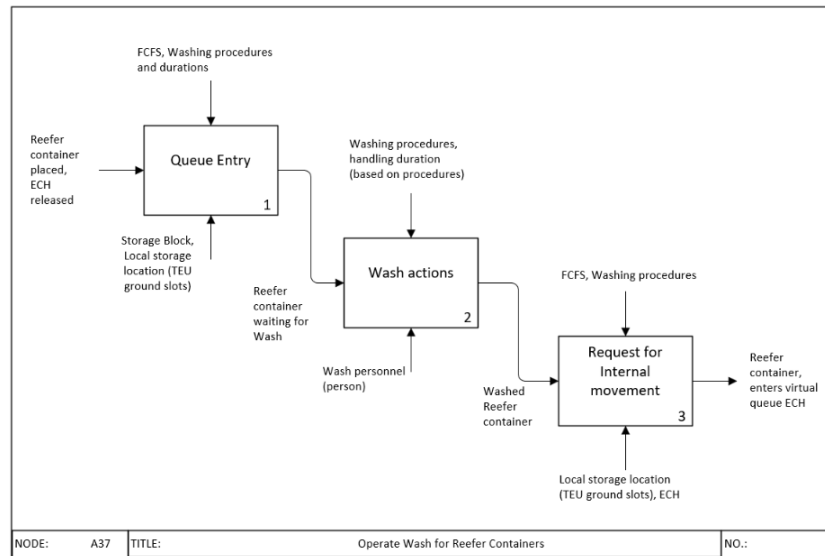 FCFS, Washing procedures
and durations
Reefer
container
placed,
ECH
released
Queue Entry
1
Storage Block,
Local storage
location (TEU
ground slots)
Washing procedures,
handling duration
(based on procedures)
Reefer
container
waiting for
Wash
Wash actions
2
Wash personnel
(person)
FCFS, Washing procedures
Washed
Reefer
container
Request for
Internal
movement
3
Reefer
container,
enters virtual
queue ECH
Local storage location
(TEU ground slots), ECH
NODE: A37 TITLE: Operate Wash for Reefer Containers NO.: